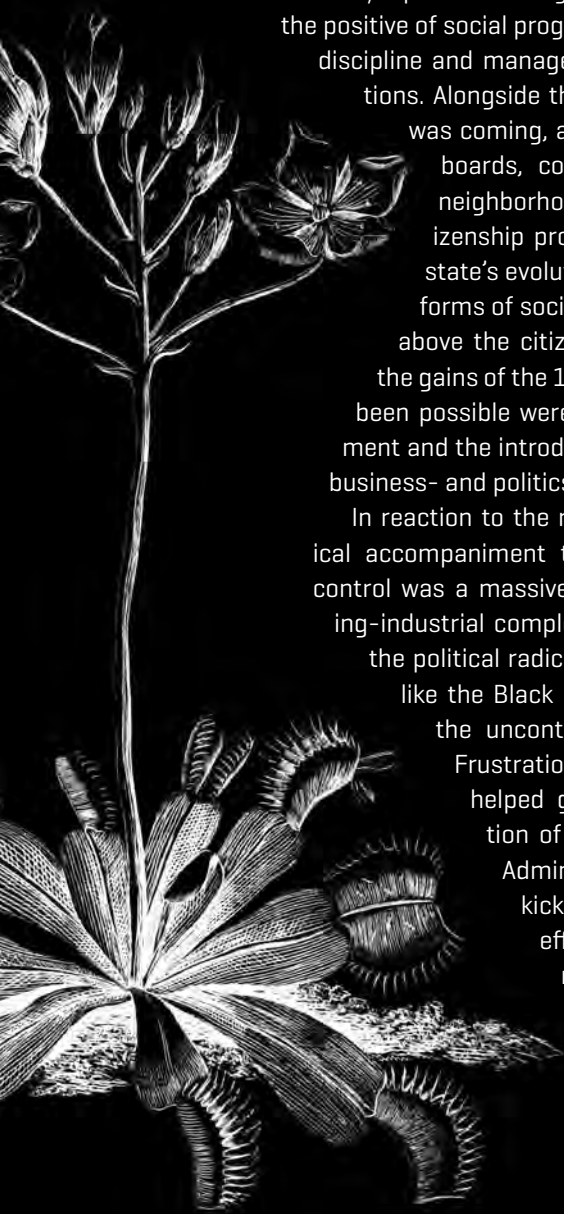 the positive of social prog
discipline and manage
tions. Alongside th
was coming, a
boards, co
neighborho
izenship pro
state's evolut
forms of soci
above the citiz
the gains of the 1
been possible were
ment and the introd
business- and politics
In reaction to the r
ical accompaniment t
control was a massive
ing-industrial comple
the political radic
like the Black
the uncont
Frustratio
helped g
tion of
Admin
kick
eff